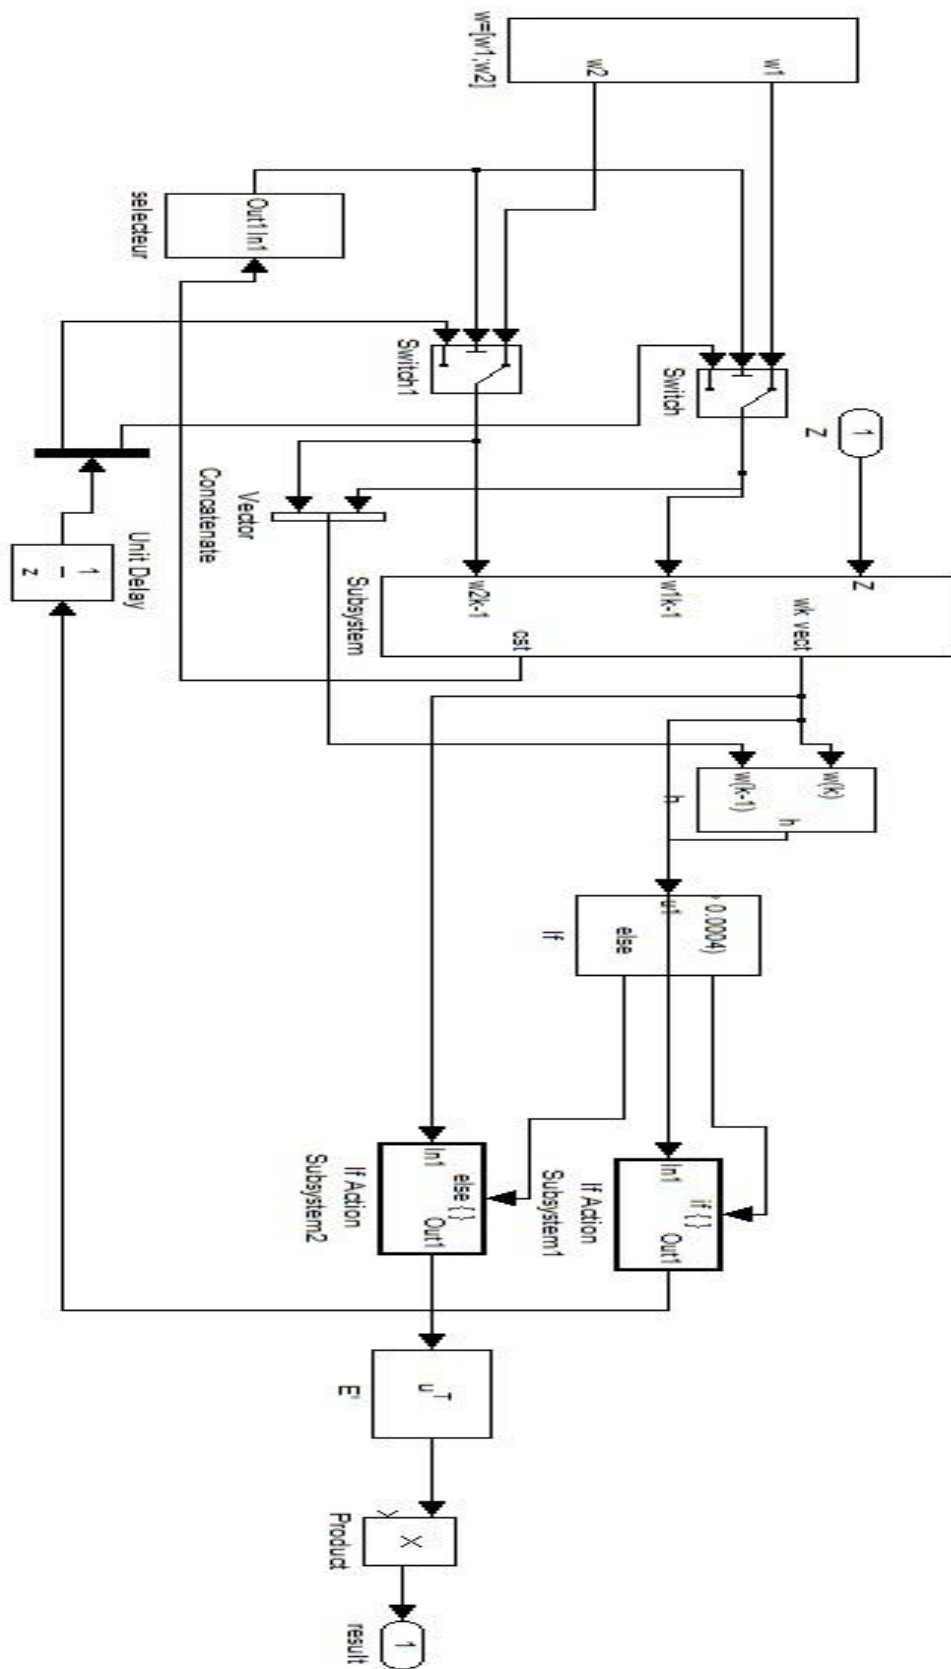 w=[w1;w2]
w1
w2
selecteur
Out1 In1
Switch
Switch1
1
Z
Vector
Concatenate
Unit Delay
1
z
Subsystem
Z
w1k-1
w2k-1
wk vect
cst
w(k)
w(k-1)
h
h
u1
0.0004)
else
If
In1
if { }
Out1
If Action
Subsystem1
In1
else { }
Out1
If Action
Subsystem2
uT
E'
X
Product
1
result